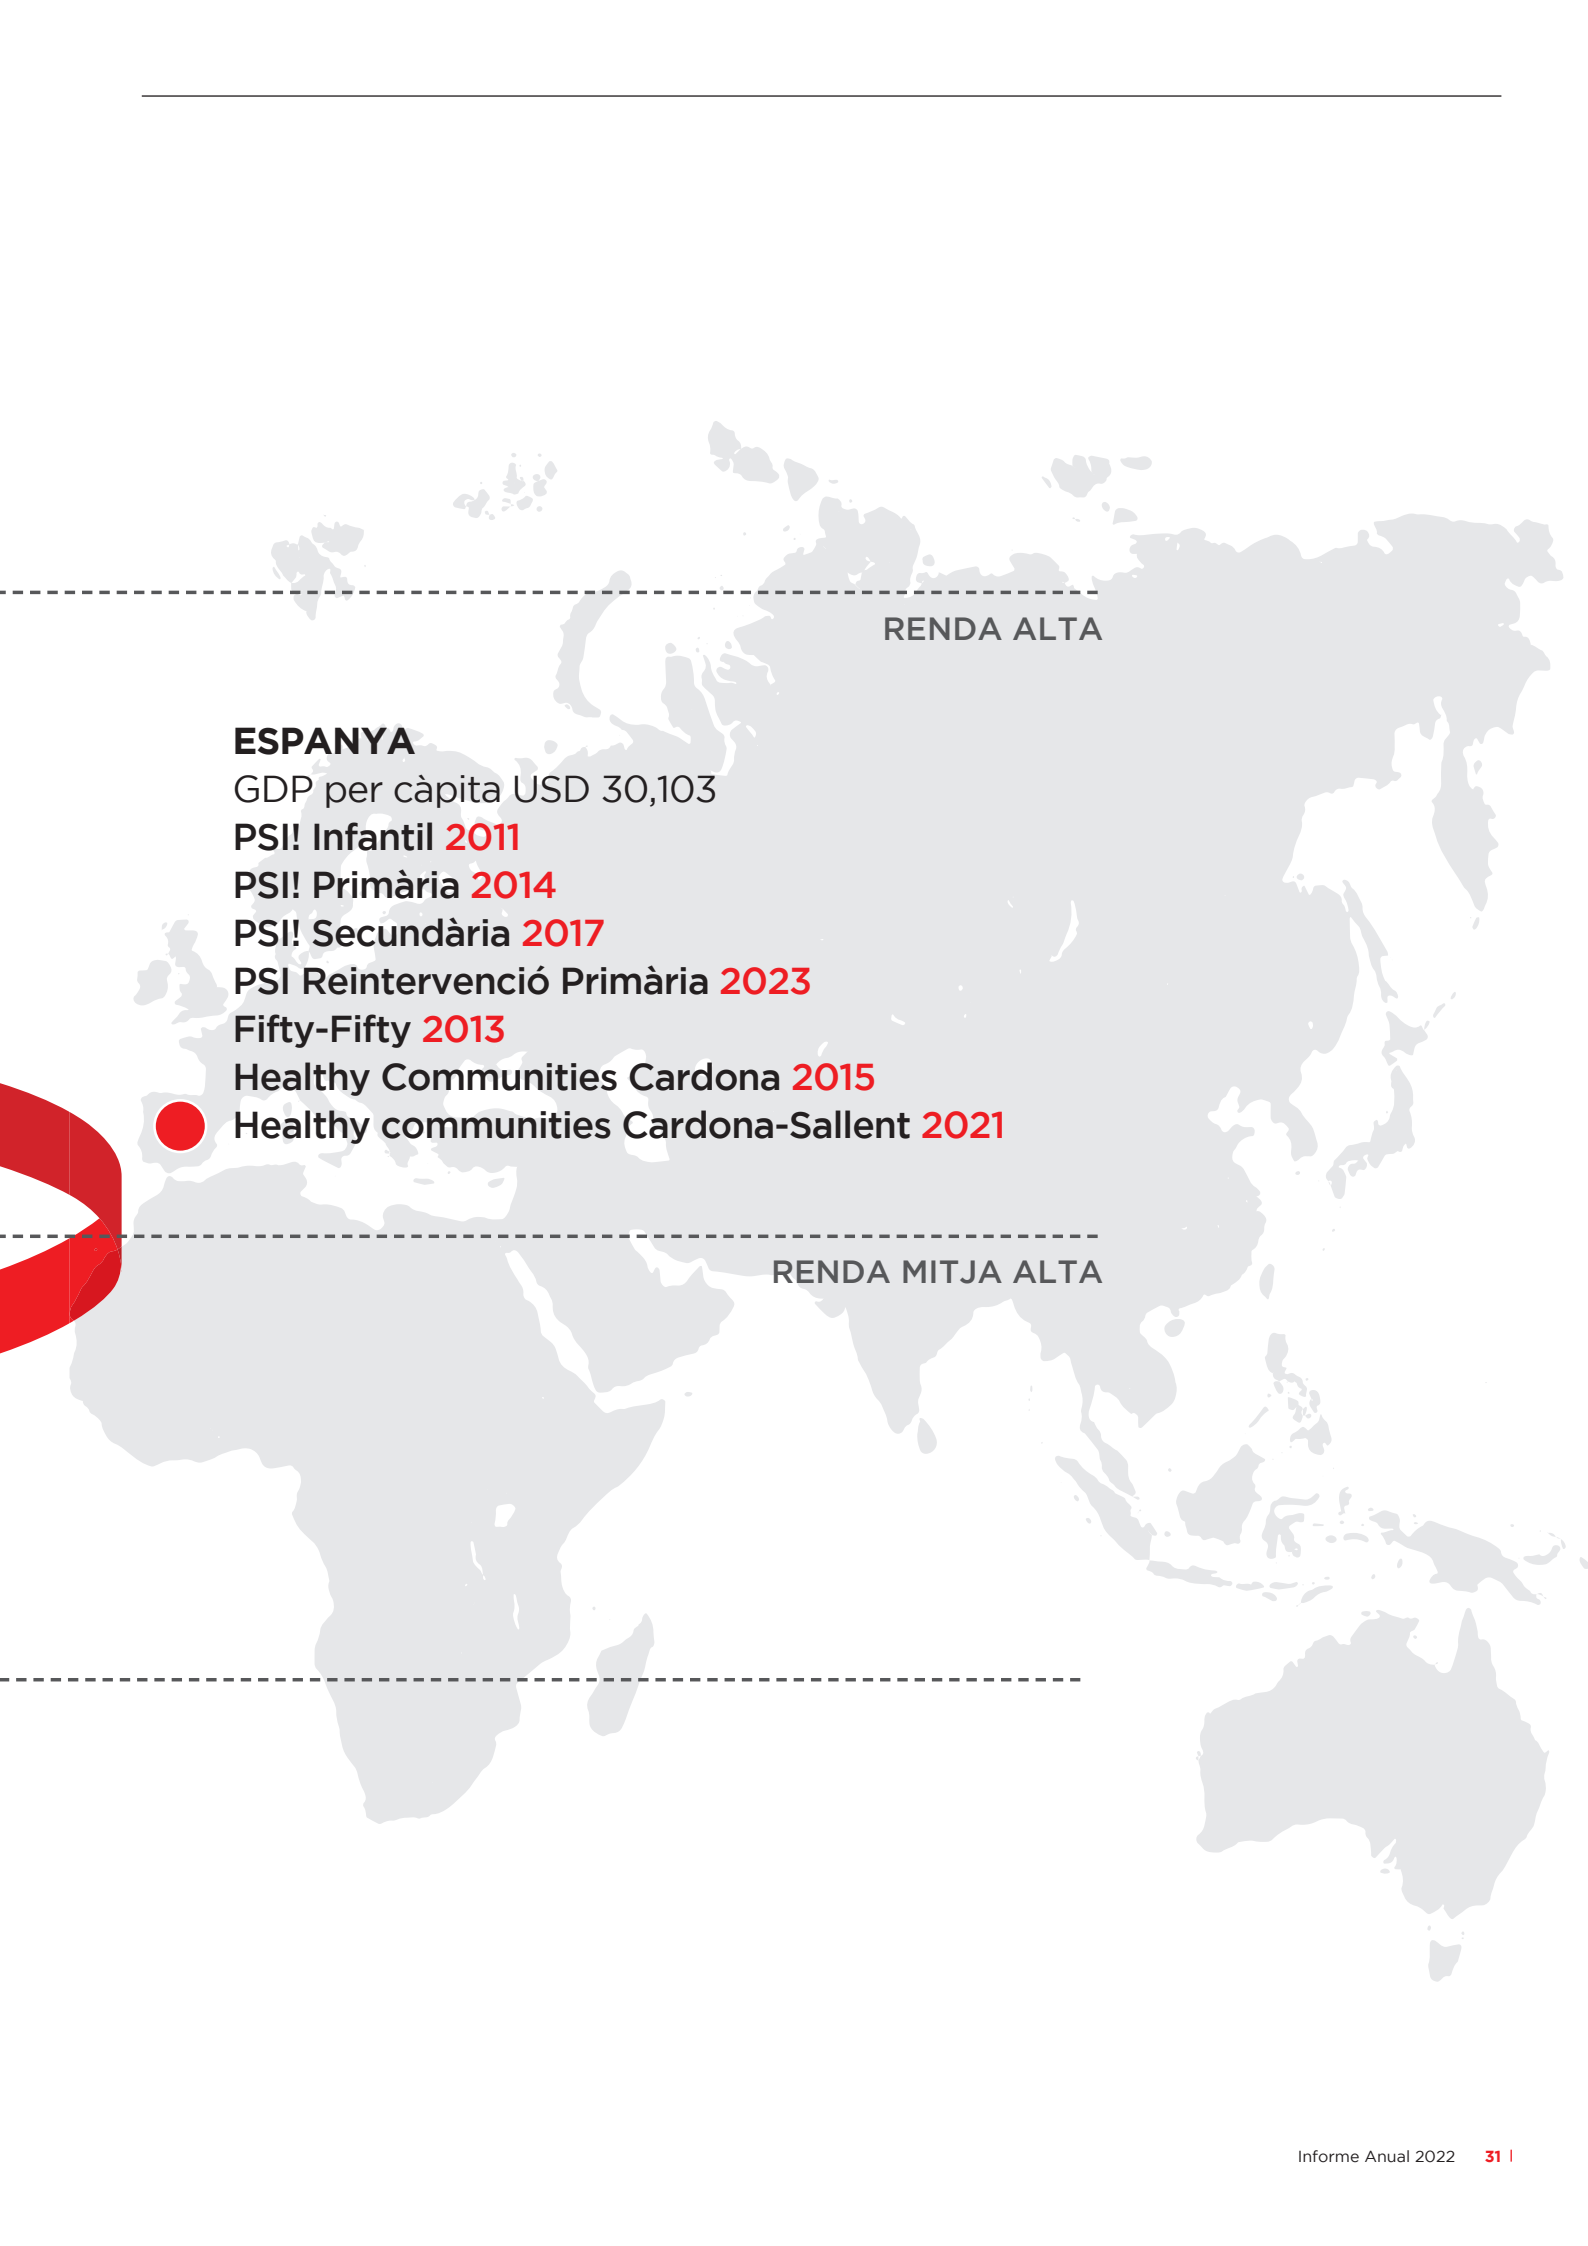 RENDA ALTA
ESPANYA
GDP per càpita USD 30,103
PSI! Infantil 2011
PSI! Primària 2014
PSI! Secundària 2017
PSI Reintervenció Primària 2023
Fifty-Fifty 2013
Healthy Communities Cardona 2015
Healthy communities Cardona-Sallent 2021
RENDA MITJA ALTA
Informe Anual 2022 31 |